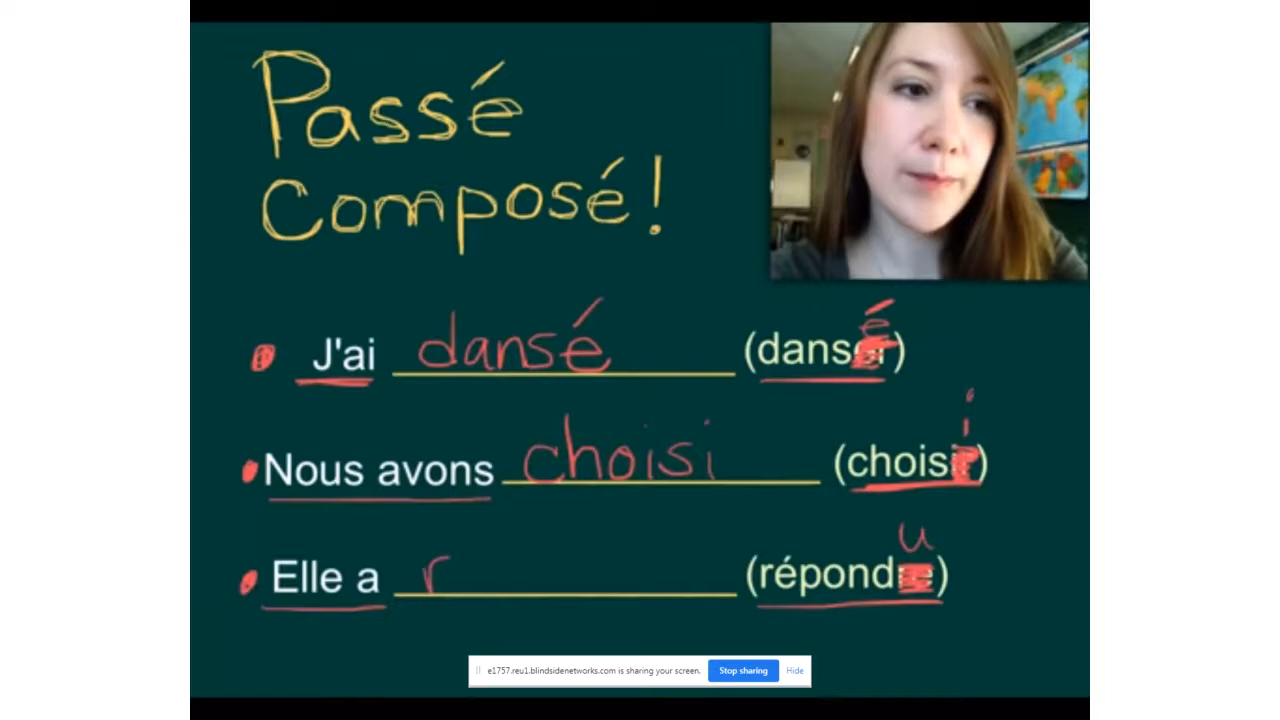 Passé
composé!
J'ai dansé (danser) é
Nous avons choisi (choisir) i
Elle a r (répondre) u
e1757.reu1.blindsidenetworks.com is sharing your screen. Stop sharing Hide